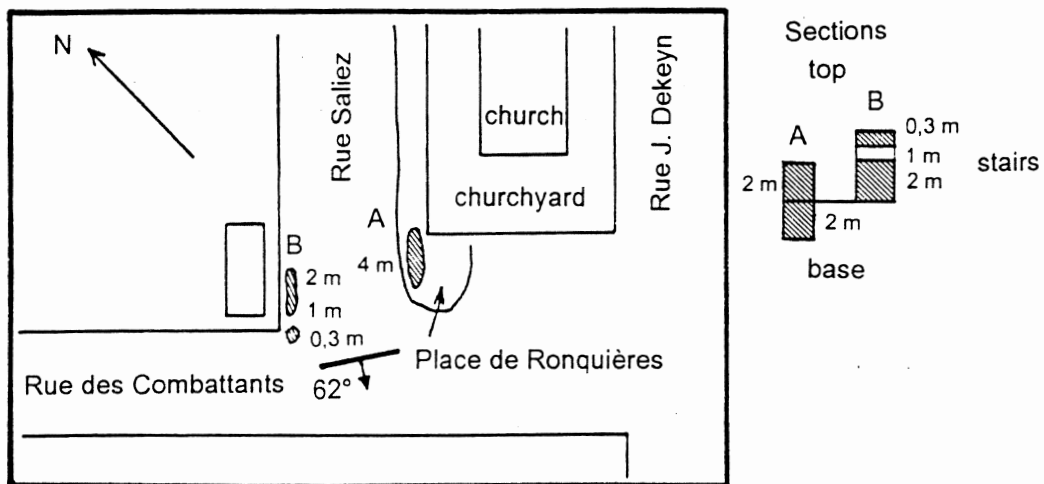 N
Rue Saliez
church
churchyard
Rue J. Dekeyn
A
4 m
B
2 m
1 m
0,3 m
Rue des Combattants
62°
Place de Ronquières
Sections
top
A
B
0,3 m
1 m
2 m
stairs
2 m
2 m
base